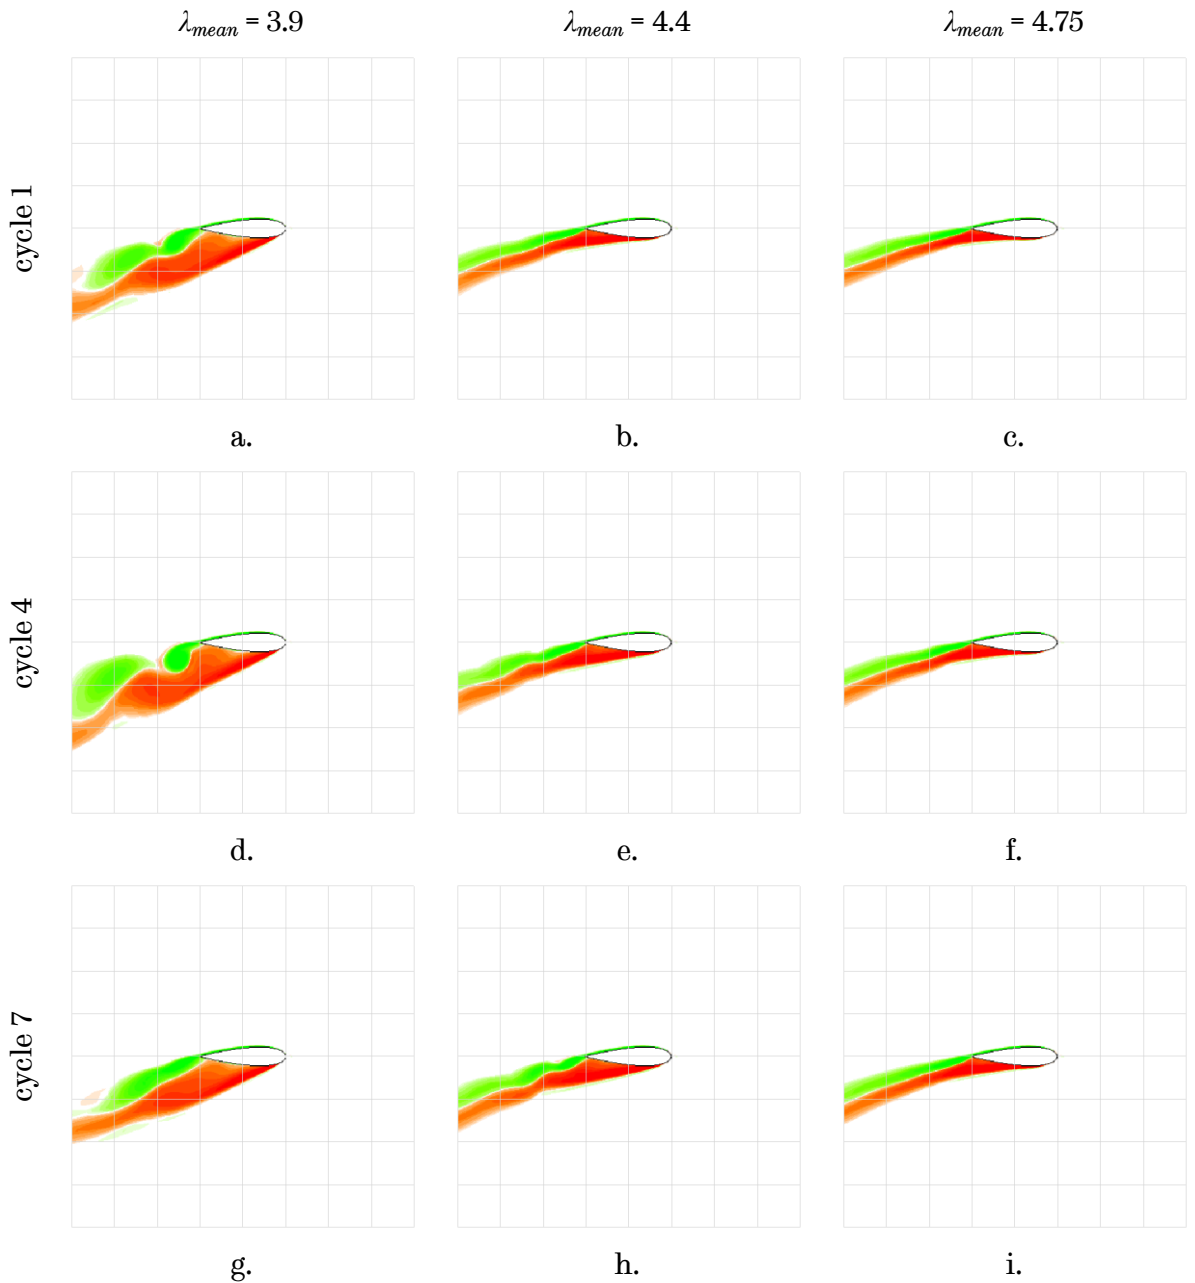 λmean = 3.9
λmean = 4.4
λmean = 4.75
cycle 1
a.
b.
c.
cycle 4
d.
e.
f.
cycle 7
g.
h.
i.